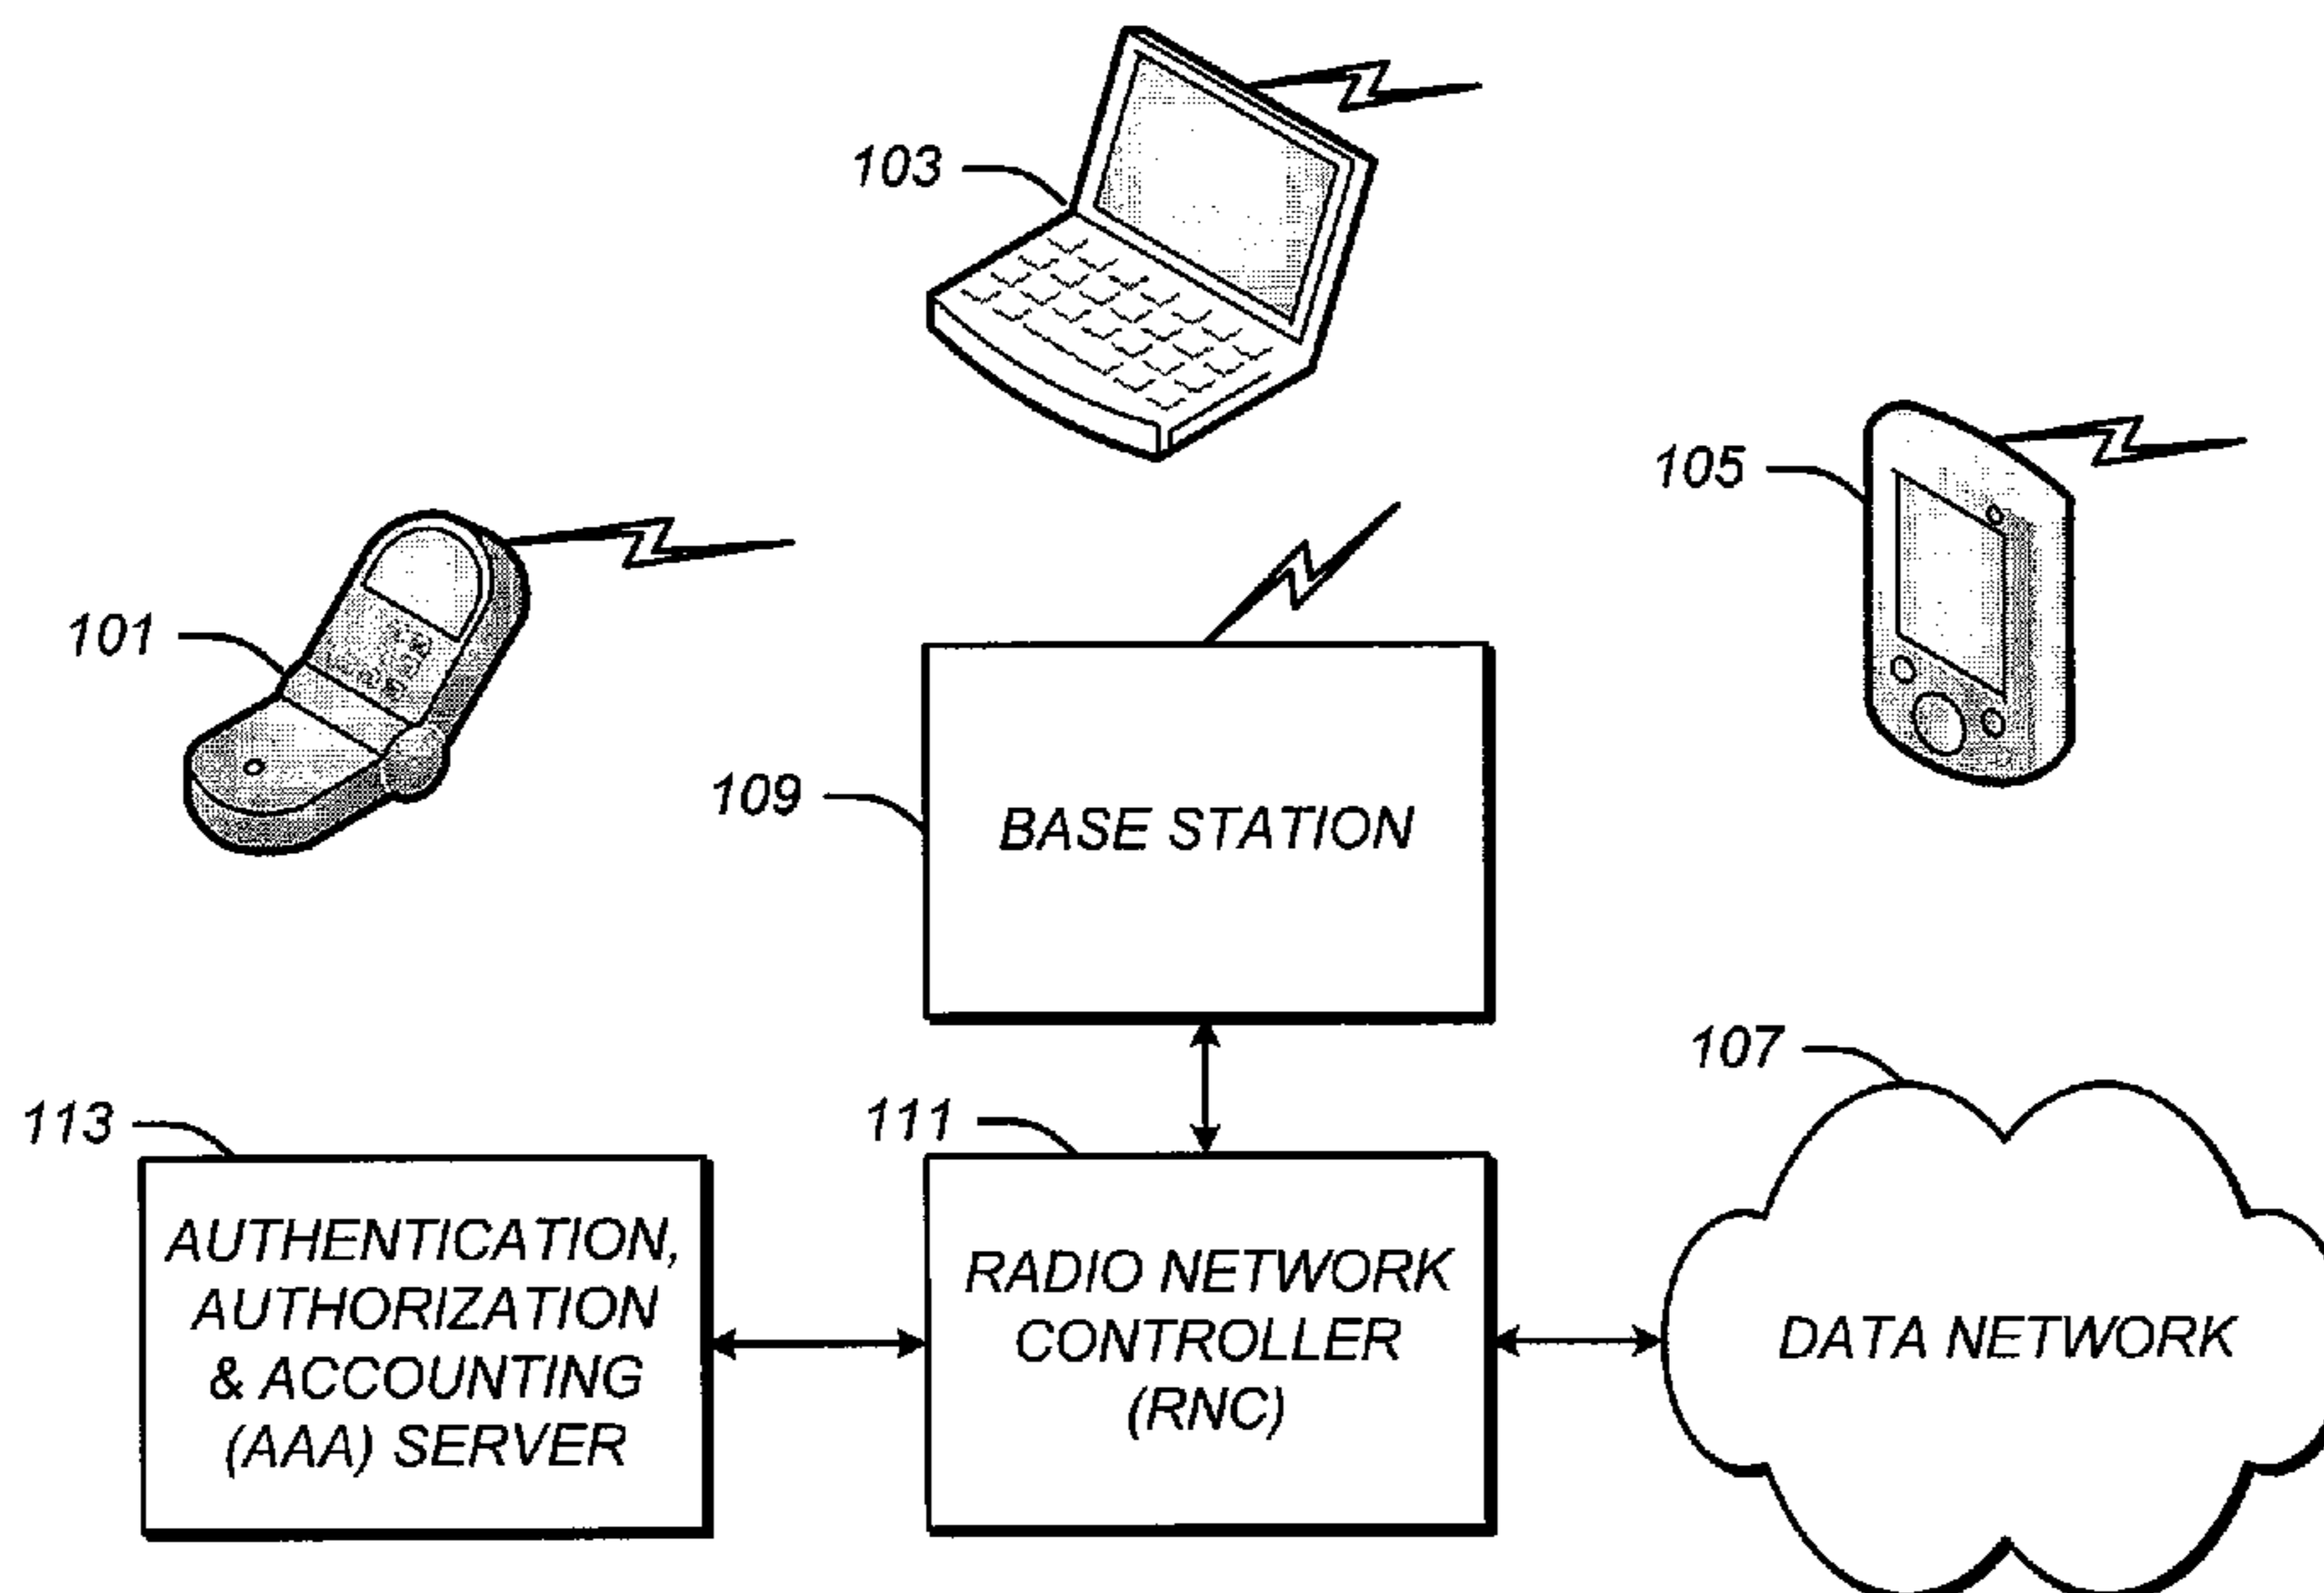 103
105
101
109
BASE STATION
107
113
111
AUTHENTICATION,
AUTHORIZATION
& ACCOUNTING
(AAA) SERVER
RADIO NETWORK
CONTROLLER
(RNC)
DATA NETWORK